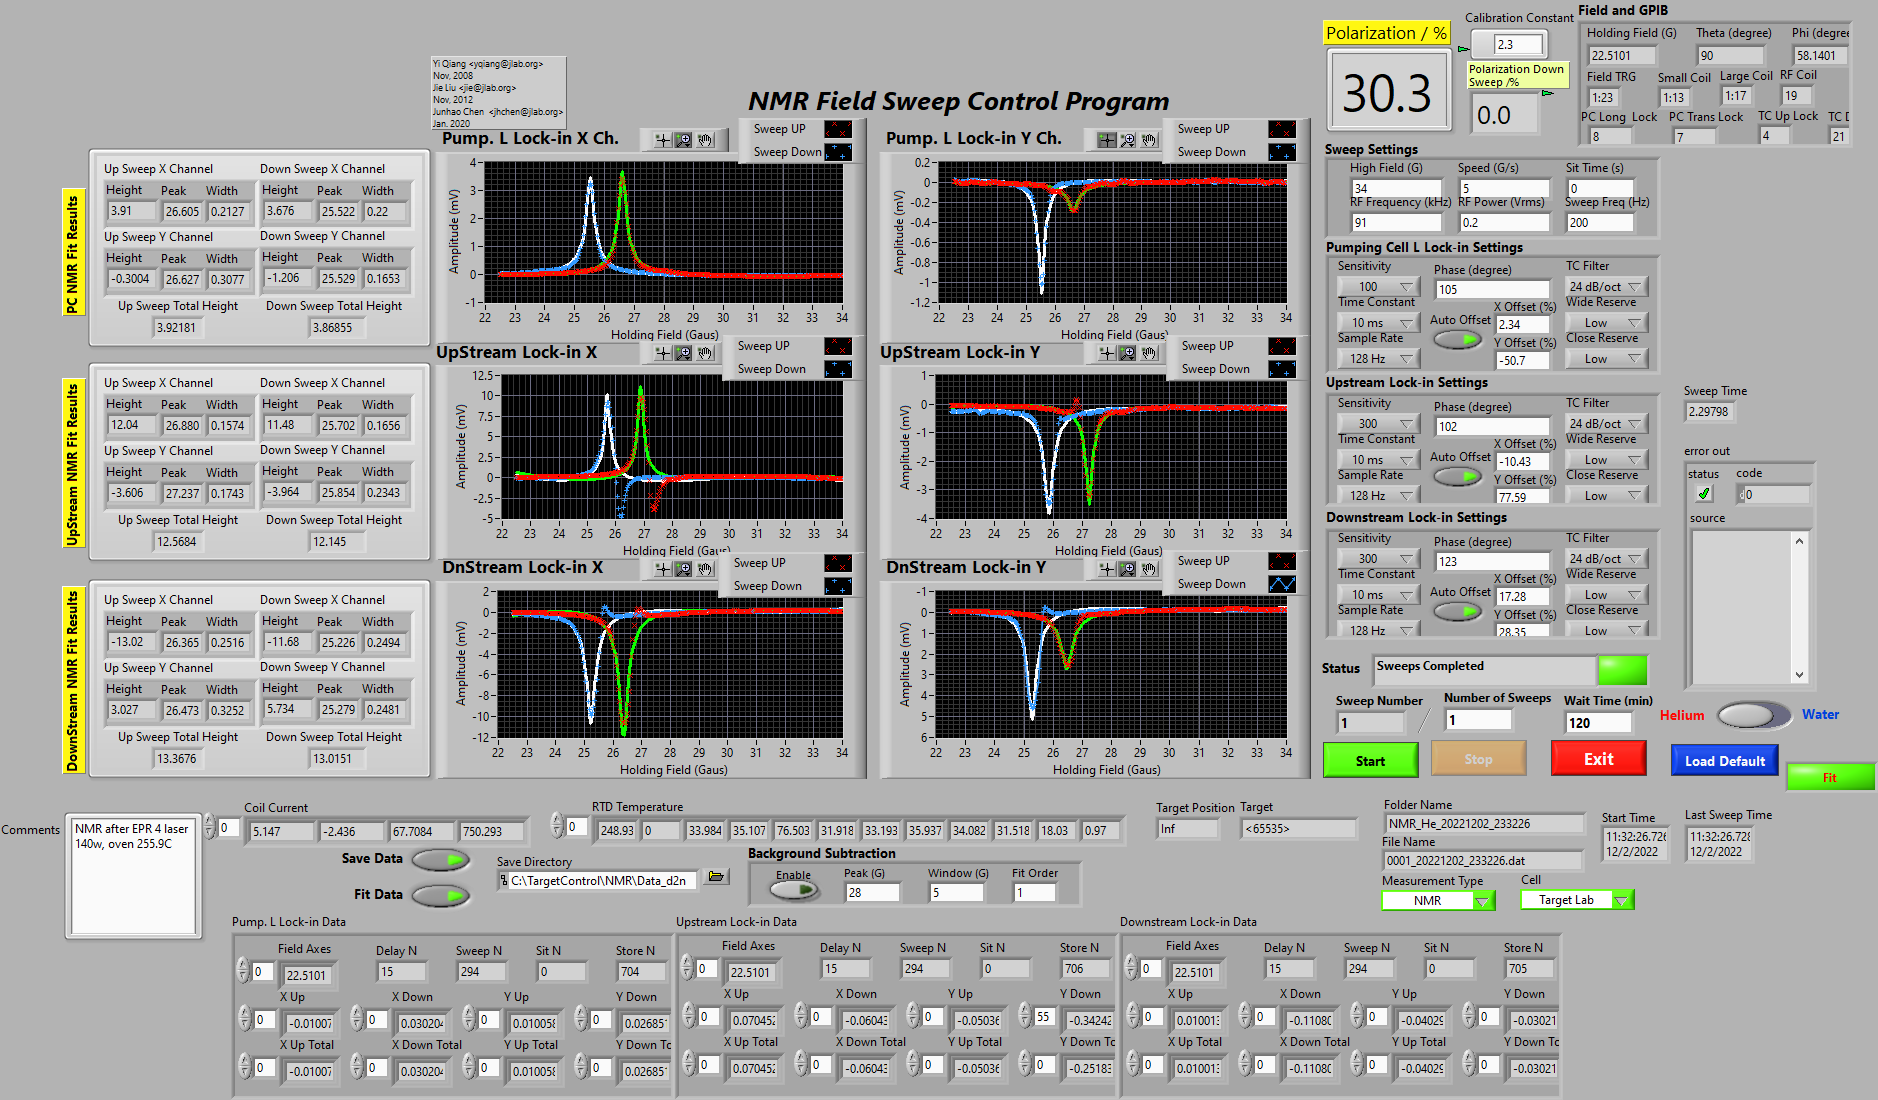 Yi Qiang <yqiang@jlab.org>
Nov, 2008
Jie Liu <jie@jlab.org>
Nov, 2012
Junhao Chen <jhchen@jlab.org>
Jan. 2020
NMR Field Sweep Control Program
Polarization / %
30.3
Calibration Constant
2.3
Polarization Down
Sweep /%
0.0
Field and GPIB
Holding Field (G) Theta (degree) Phi (degree
22.5101 90 58.1401
Field TRG Small Coil Large Coil RF Coil
1:23 1:13 1:17 19
PC Long Lock PC Trans Lock TC Up Lock TC D
8 7 4 21
PC NMR Fit Results
Up Sweep X Channel Down Sweep X Channel
Height Peak Width Height Peak Width
3.91 26.605 0.2127 3.676 25.522 0.22
Up Sweep Y Channel Down Sweep Y Channel
Height Peak Width Height Peak Width
-0.3004 26.627 0.3077 -1.206 25.529 0.1653
Up Sweep Total Height Down Sweep Total Height
3.92181 3.86855
Pump. L Lock-in X Ch.
Sweep UP
Sweep Down
Amplitude (mV)
4
3
2
1
0
-1
22 23 24 25 26 27 28 29 30 31 32 33 34
Holding Field (Gaus)
Pump. L Lock-in Y Ch.
Sweep UP
Sweep Down
Amplitude (mV)
0.2
0
-0.2
-0.4
-0.6
-0.8
-1
-1.2
22 23 24 25 26 27 28 29 30 31 32 33 34
Holding Field (Gaus)
UpStream NMR Fit Results
Up Sweep X Channel Down Sweep X Channel
Height Peak Width Height Peak Width
12.04 26.880 0.1574 11.48 25.702 0.1656
Up Sweep Y Channel Down Sweep Y Channel
Height Peak Width Height Peak Width
-3.606 27.237 0.1743 -3.964 25.854 0.2343
Up Sweep Total Height Down Sweep Total Height
12.5684 12.145
UpStream Lock-in X
Sweep UP
Sweep Down
Amplitude (mV)
12.5
10
7.5
5
2.5
0
-2.5
-5
22 23 24 25 26 27 28 29 30 31 32 33 34
Holding Field (Gaus)
UpStream Lock-in Y
Sweep UP
Sweep Down
Amplitude (mV)
1
0
-1
-2
-3
-4
22 23 24 25 26 27 28 29 30 31 32 33 34
Holding Field (Gaus)
DownStream NMR Fit Results
Up Sweep X Channel Down Sweep X Channel
Height Peak Width Height Peak Width
-13.02 26.365 0.2516 -11.68 25.226 0.2494
Up Sweep Y Channel Down Sweep Y Channel
Height Peak Width Height Peak Width
3.027 26.473 0.3252 5.734 25.279 0.2481
Up Sweep Total Height Down Sweep Total Height
13.3676 13.0151
DnStream Lock-in X
Sweep UP
Sweep Down
Amplitude (mV)
2
0
-2
-4
-6
-8
-10
-12
22 23 24 25 26 27 28 29 30 31 32 33 34
Holding Field (Gaus)
DnStream Lock-in Y
Sweep UP
Sweep Down
Amplitude (mV)
-1
0
1
2
3
4
5
6
22 23 24 25 26 27 28 29 30 31 32 33 34
Holding Field (Gaus)
Sweep Settings
High Field (G) Speed (G/s) Sit Time (s)
34 5 0
RF Frequency (kHz) RF Power (Vrms) Sweep Freq (Hz)
91 0.2 200
Pumping Cell L Lock-in Settings
Sensitivity Phase (degree) TC Filter
100 105 24 dB/oct
Time Constant X Offset (%) Wide Reserve
10 ms Auto Offset 2.34 Low
Sample Rate Y Offset (%) Close Reserve
128 Hz -50.7 Low
Upstream Lock-in Settings
Sensitivity Phase (degree) TC Filter
300 102 24 dB/oct
Time Constant X Offset (%) Wide Reserve
10 ms Auto Offset -10.43 Low
Sample Rate Y Offset (%) Close Reserve
128 Hz 77.59 Low
Downstream Lock-in Settings
Sensitivity Phase (degree) TC Filter
300 123 24 dB/oct
Time Constant X Offset (%) Wide Reserve
10 ms Auto Offset 17.28 Low
Sample Rate Y Offset (%) Close Reserve
128 Hz 28.35 Low
Sweep Time
2.29798
error out
status code
0
source
Status Sweeps Completed
Sweep Number Number of Sweeps Wait Time (min)
1 / 1 120
Helium Water
Start Stop Exit Load Default Fit
Comments
NMR after EPR 4 laser
140w, oven 255.9C
Coil Current
0 5.147 -2.436 67.7084 750.293
RTD Temperature
0 248.93 0 33.984 35.107 76.503 31.918 33.193 35.937 34.082 31.518 18.03 0.97
Target Position Target
Inf <65535>
Folder Name
NMR_He_20221202_233226
File Name
0001_20221202_233226.dat
Start Time
11:32:26.726
12/2/2022
Last Sweep Time
11:32:26.728
12/2/2022
Save Data
Fit Data
Save Directory
C:\TargetControl\NMR\Data_d2n
Background Subtraction
Enable Peak (G) Window (G) Fit Order
28 5 1
Measurement Type Cell
NMR Target Lab
Pump. L Lock-in Data
Field Axes Delay N Sweep N Sit N Store N
0 22.5101 15 294 0 704
X Up X Down Y Up Y Down
0 -0.01007 0 0.030204 0 0.010058 0 0.02685
X Up Total X Down Total Y Up Total Y Down To
0 -0.01007 0 0.030204 0 0.010058 0 0.02685
Upstream Lock-in Data
Field Axes Delay N Sweep N Sit N Store N
0 22.5101 15 294 0 706
X Up X Down Y Up Y Down
0 0.070452 0 -0.06043 0 -0.05036 55 -0.34242
X Up Total X Down Total Y Up Total Y Down Tc
0 0.070452 0 -0.06043 0 -0.05036 0 -0.25183
Downstream Lock-in Data
Field Axes Delay N Sweep N Sit N Store N
0 22.5101 15 294 0 705
X Up X Down Y Up Y Down
0 0.010013 0 -0.11080 0 -0.04029 0 -0.03021
X Up Total X Down Total Y Up Total Y Down Tc
0 0.010013 0 -0.11080 0 -0.04029 0 -0.03021